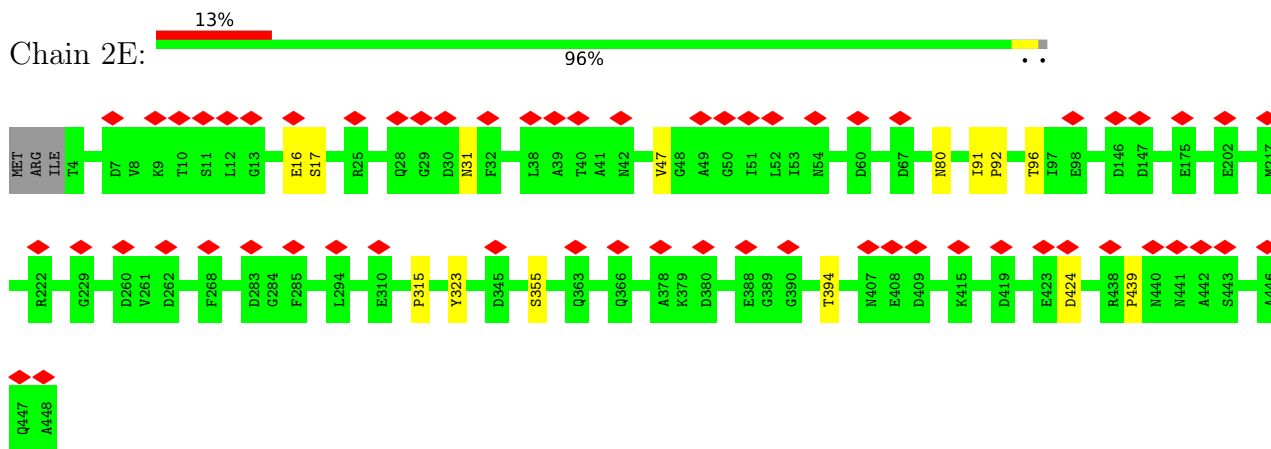 13%
Chain 2E:
96%
• •
MET ARG ILE T4 D7 V8 K9 T10 S11 L12 G13 E16 S17 R25 Q28 G29 D30 N31 F32 L38 A39 T40 A41 N42 V47 G48 A49 G50 I51 L52 I53 N54 D60 D67 N80 I91 P92 T96 I97 E98 D146 D147 E175 E202 M217
R222 G229 D260 V261 D262 F268 D283 G284 F285 L294 E310 P315 Y323 D345 S355 Q363 Q366 A378 K379 D380 E388 G389 G390 T394 N407 E408 D409 K415 D419 E423 D424 R438 P439 N440 N441 A442 S443 A446
Q447 A448